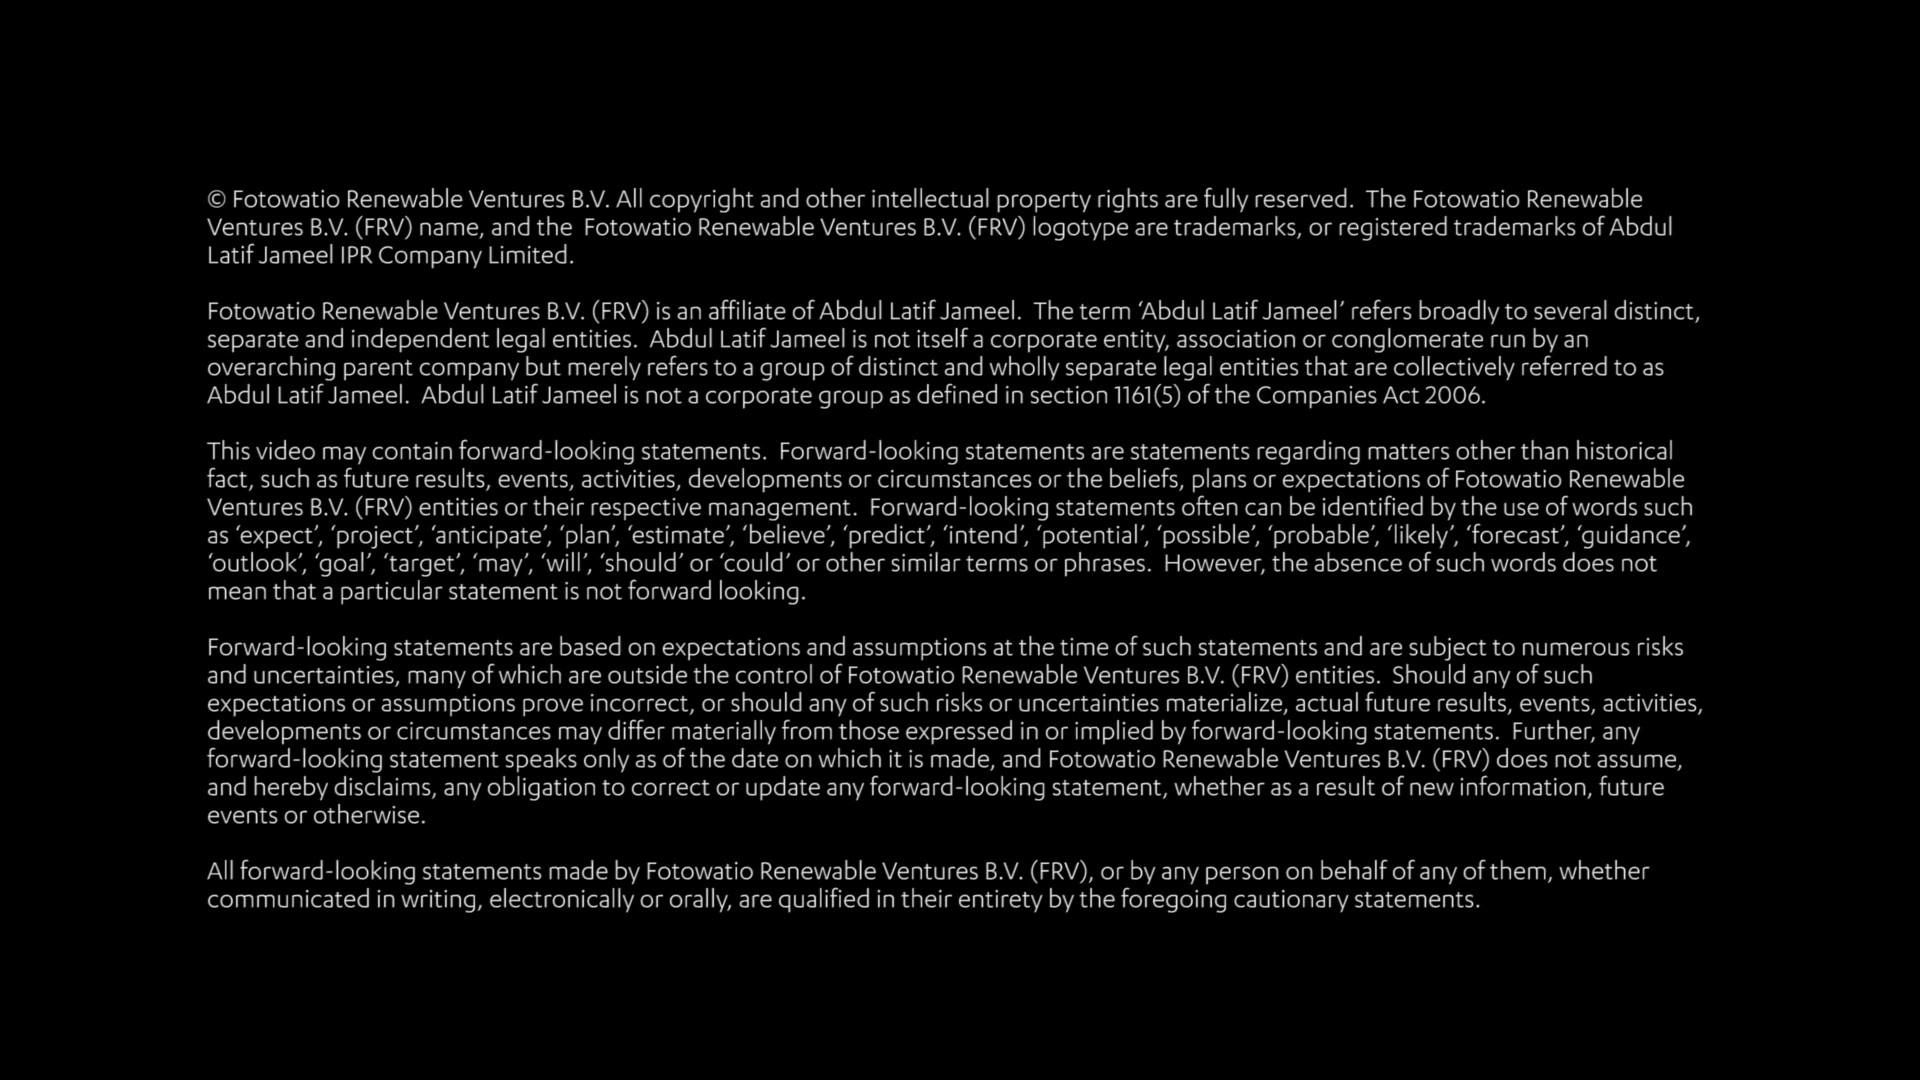 © Fotowatio Renewable Ventures B.V. All copyright and other intellectual property rights are fully reserved.  The Fotowatio Renewable
Ventures B.V. (FRV) name, and the  Fotowatio Renewable Ventures B.V. (FRV) logotype are trademarks, or registered trademarks of Abdul
Latif Jameel IPR Company Limited.
Fotowatio Renewable Ventures B.V. (FRV) is an affiliate of Abdul Latif Jameel.  The term ‘Abdul Latif Jameel’ refers broadly to several distinct,
separate and independent legal entities.  Abdul Latif Jameel is not itself a corporate entity, association or conglomerate run by an
overarching parent company but merely refers to a group of distinct and wholly separate legal entities that are collectively referred to as
Abdul Latif Jameel.  Abdul Latif Jameel is not a corporate group as defined in section 1161(5) of the Companies Act 2006.
This video may contain forward-looking statements.  Forward-looking statements are statements regarding matters other than historical
fact, such as future results, events, activities, developments or circumstances or the beliefs, plans or expectations of Fotowatio Renewable
Ventures B.V. (FRV) entities or their respective management.  Forward-looking statements often can be identified by the use of words such
as ‘expect’, ‘project’, ‘anticipate’, ‘plan’, ‘estimate’, ‘believe’, ‘predict’, ‘intend’, ‘potential’, ‘possible’, ‘probable’, ‘likely’, ‘forecast’, ‘guidance’,
‘outlook’, ‘goal’, ‘target’, ‘may’, ‘will’, ‘should’ or ‘could’ or other similar terms or phrases.  However, the absence of such words does not
mean that a particular statement is not forward looking.
Forward-looking statements are based on expectations and assumptions at the time of such statements and are subject to numerous risks
and uncertainties, many of which are outside the control of Fotowatio Renewable Ventures B.V. (FRV) entities.  Should any of such
expectations or assumptions prove incorrect, or should any of such risks or uncertainties materialize, actual future results, events, activities,
developments or circumstances may differ materially from those expressed in or implied by forward-looking statements.  Further, any
forward-looking statement speaks only as of the date on which it is made, and Fotowatio Renewable Ventures B.V. (FRV) does not assume,
and hereby disclaims, any obligation to correct or update any forward-looking statement, whether as a result of new information, future
events or otherwise.
All forward-looking statements made by Fotowatio Renewable Ventures B.V. (FRV), or by any person on behalf of any of them, whether
communicated in writing, electronically or orally, are qualified in their entirety by the foregoing cautionary statements.